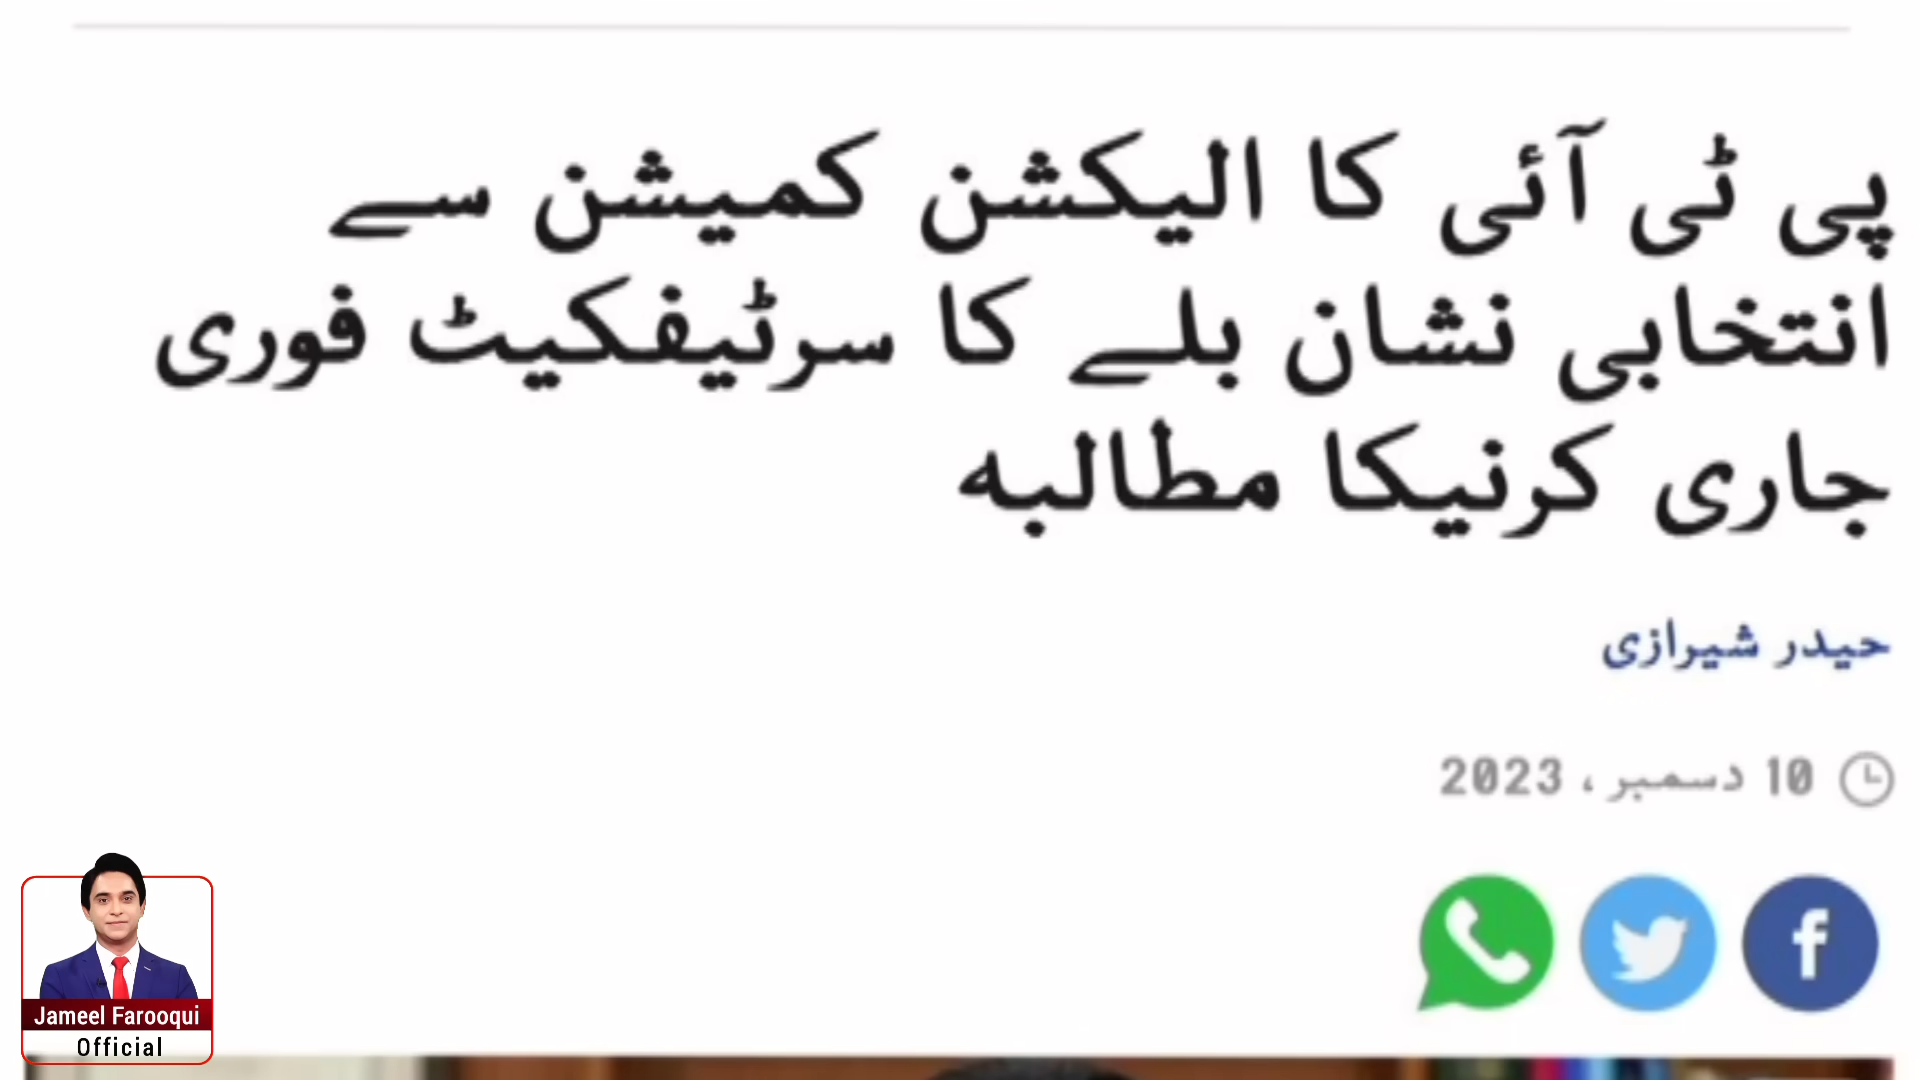 پی ٹی آئی کا الیکشن کمیشن سے
انتخابی نشان بلے کا سرٹیفکیٹ فوری
جاری کرنیکا مطالبہ
حیدر شیرازی
10 دسمبر ، 2023
f
Jameel Farooqui
Official